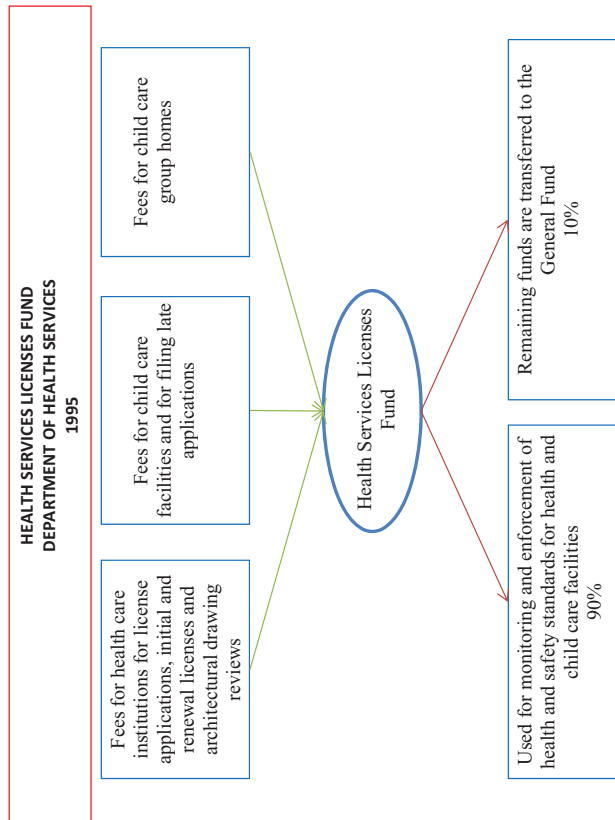 HEALTH SERVICES LICENSES FUND
DEPARTMENT OF HEALTH SERVICES
1995
Fees for health care
institutions for license
applications, initial and
renewal licenses and
architectural drawing
reviews
Fees for child care
facilities and for filing late
applications
Fees for child care
group homes
Health Services Licenses
Fund
Used for monitoring and enforcement of
health and safety standards for health and
child care facilities
90%
Remaining funds are transferred to the
General Fund
10%